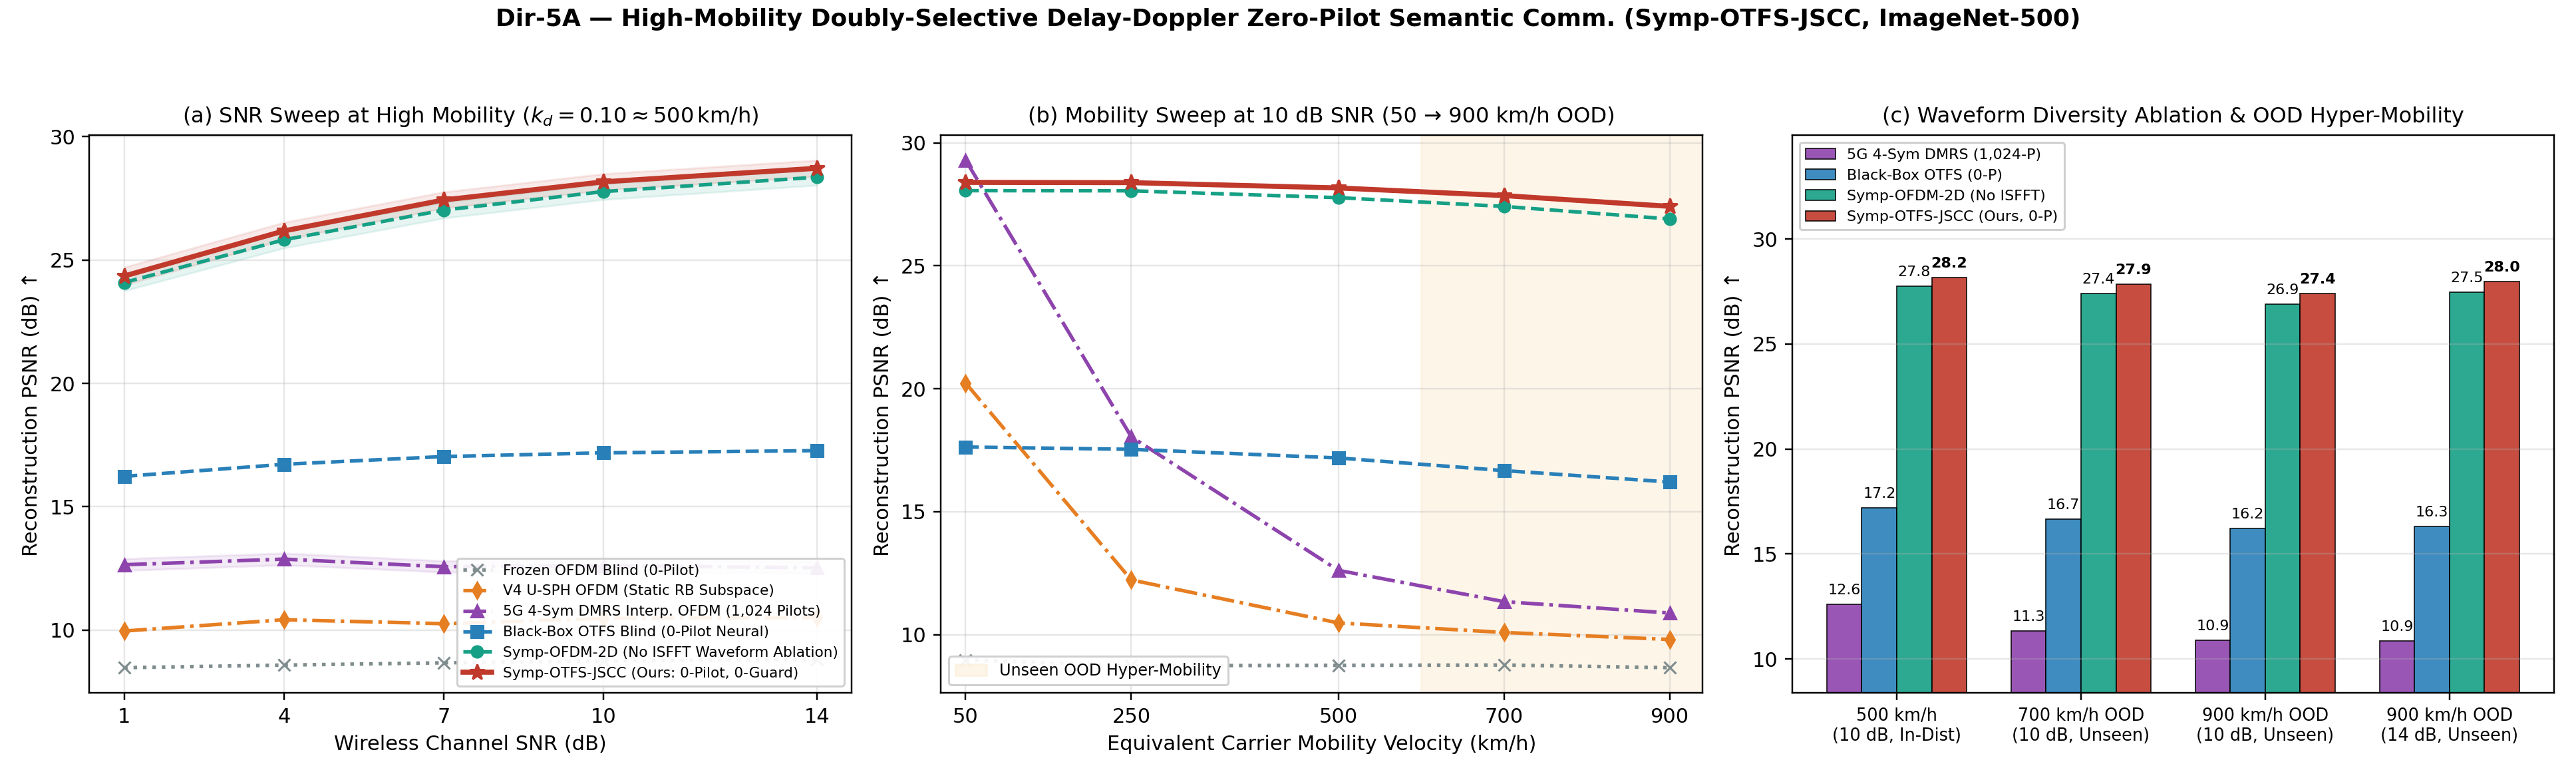 Dir-5A — High-Mobility Doubly-Selective Delay-Doppler Zero-Pilot Semantic Comm. (Symp-OTFS-JSCC, ImageNet-500)
(a) SNR Sweep at High Mobility (k_d = 0.10 ≈ 500 km/h)
Reconstruction PSNR (dB) ↑
30
25
20
15
10
Frozen OFDM Blind (0-Pilot)
V4 U-SPH OFDM (Static RB Subspace)
5G 4-Sym DMRS Interp. OFDM (1,024 Pilots)
Black-Box OTFS Blind (0-Pilot Neural)
Symp-OFDM-2D (No ISFFT Waveform Ablation)
Symp-OTFS-JSCC (Ours: 0-Pilot, 0-Guard)
1 4 7 10 14
Wireless Channel SNR (dB)
(b) Mobility Sweep at 10 dB SNR (50 → 900 km/h OOD)
Reconstruction PSNR (dB) ↑
30
25
20
15
10
Unseen OOD Hyper-Mobility
50 250 500 700 900
Equivalent Carrier Mobility Velocity (km/h)
(c) Waveform Diversity Ablation & OOD Hyper-Mobility
Reconstruction PSNR (dB) ↑
5G 4-Sym DMRS (1,024-P)
Black-Box OTFS (0-P)
Symp-OFDM-2D (No ISFFT)
Symp-OTFS-JSCC (Ours, 0-P)
30
25
20
15
10
12.6 17.2 27.8 28.2
11.3 16.7 27.4 27.9
10.9 16.2 26.9 27.4
10.9 16.3 27.5 28.0
500 km/h
(10 dB, In-Dist)
700 km/h OOD
(10 dB, Unseen)
900 km/h OOD
(10 dB, Unseen)
900 km/h OOD
(14 dB, Unseen)